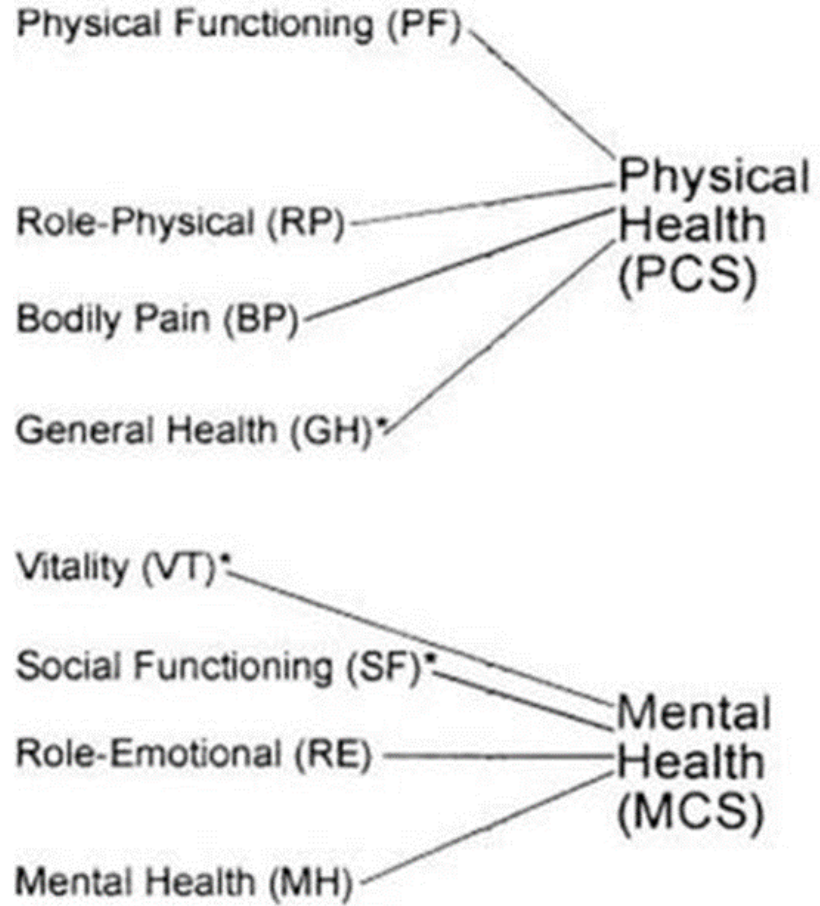 Physical Functioning (PF)
Role-Physical (RP)
Bodily Pain (BP)
General Health (GH)*
Physical
Health
(PCS)
Vitality (VT)*
Social Functioning (SF)*
Role-Emotional (RE)
Mental Health (MH)
Mental
Health
(MCS)